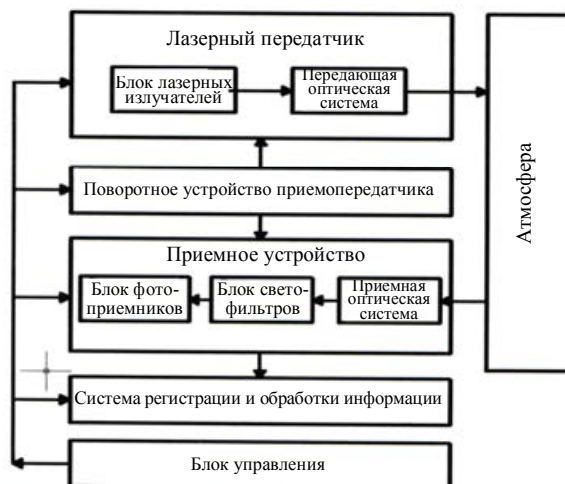 Лазерный передатчик
Блок лазерных
излучателей
Передающая
оптическая
система
Поворотное устройство приемопередатчика
Приемное устройство
Блок фото-
приемников
Блок свето-
фильтров
Приемная
оптическая
система
Система регистрации и обработки информации
Блок управления
Атмосфера